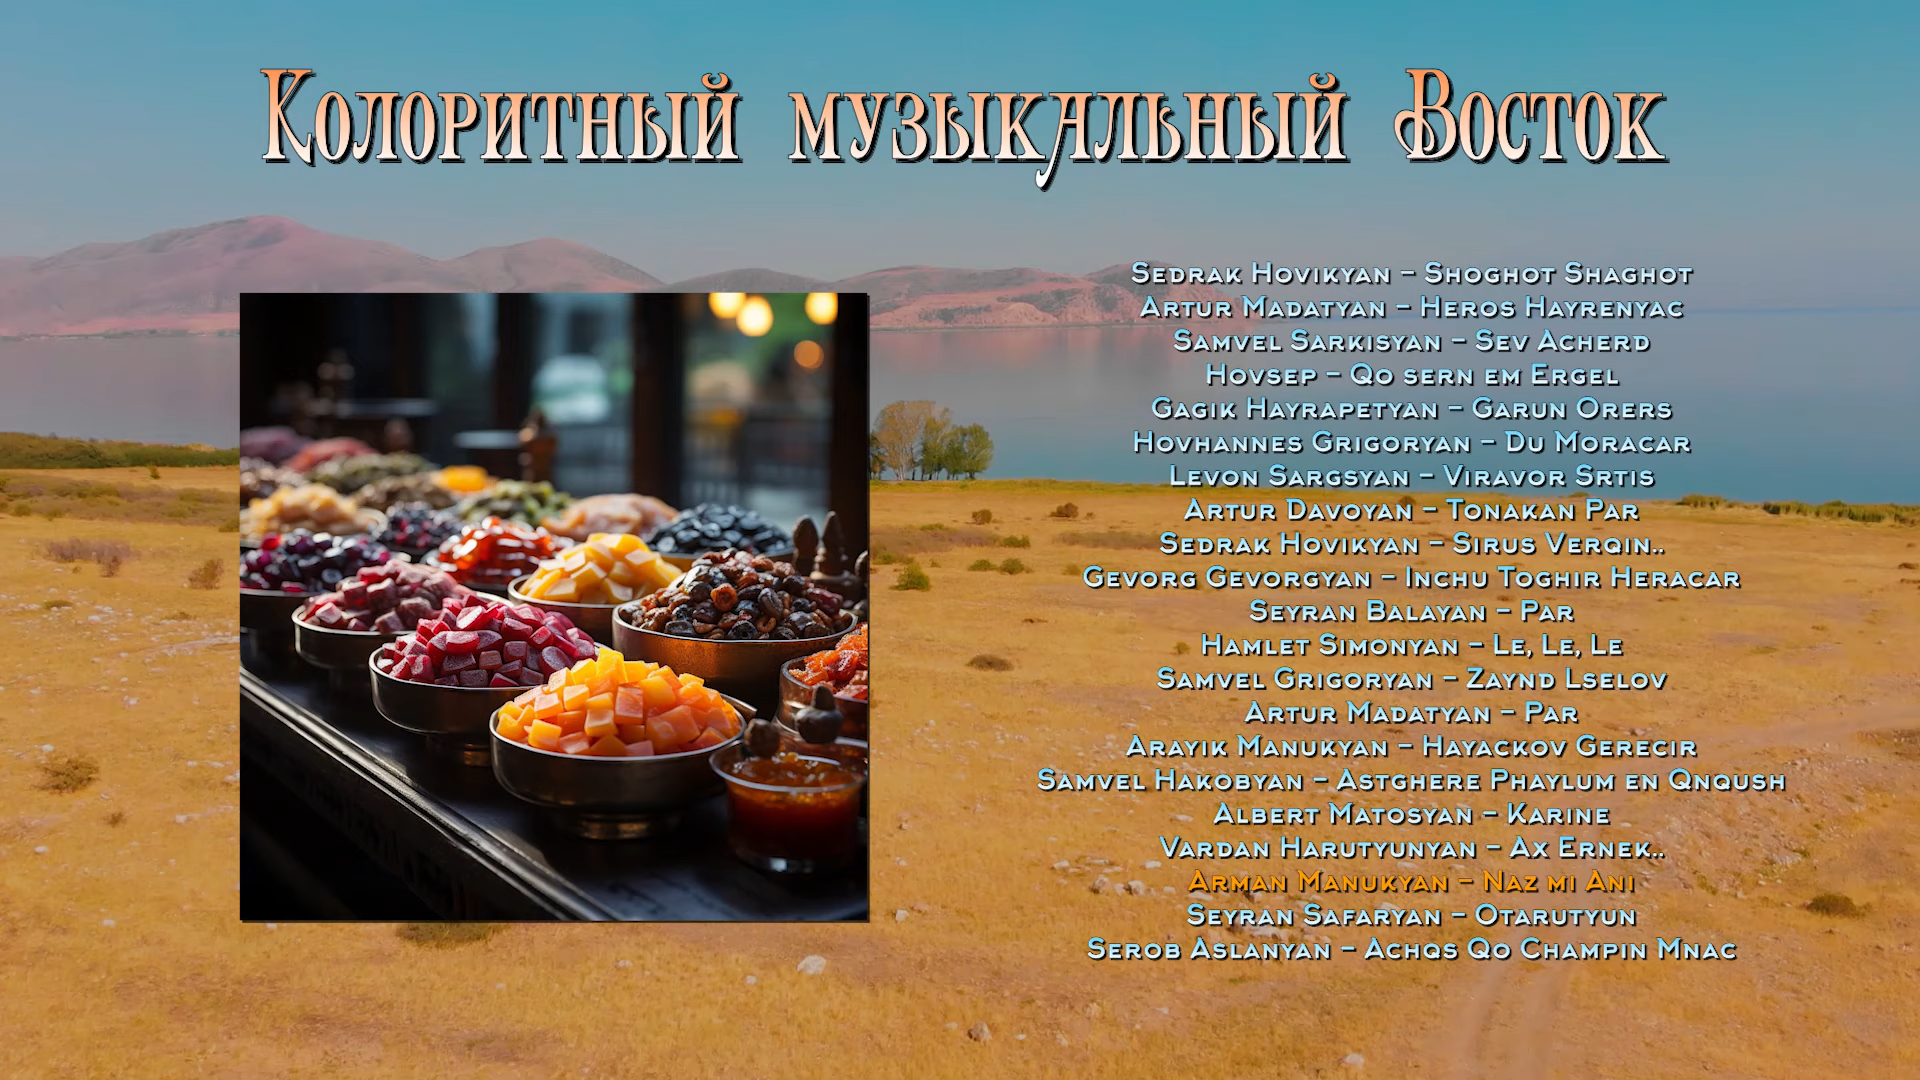 Колоритный музыкальный Восток
Sedrak Hovikyan – Shoghot Shaghot
Artur Madatyan – Heros Hayrenyac
Samvel Sarkisyan – Sev Acherd
Hovsep – Qo sern em Ergel
Gagik Hayrapetyan – Garun Orers
Hovhannes Grigoryan – Du Moracar
Levon Sargsyan – Viravor Srtis
Artur Davoyan – Tonakan Par
Sedrak Hovikyan – Sirus Verqin..
Gevorg Gevorgyan – Inchu Toghir Heracar
Seyran Balayan – Par
Hamlet Simonyan – Le, Le, Le
Samvel Grigoryan – Zaynd Lselov
Artur Madatyan – Par
Arayik Manukyan – Hayackov Gerecir
Samvel Hakobyan – Astghere Phaylum en Qnqush
Albert Matosyan – Karine
Vardan Harutyunyan – Ax Ernek..
Arman Manukyan – Naz mi Ani
Seyran Safaryan – Otarutyun
Serob Aslanyan – Achqs Qo Champin Mnac